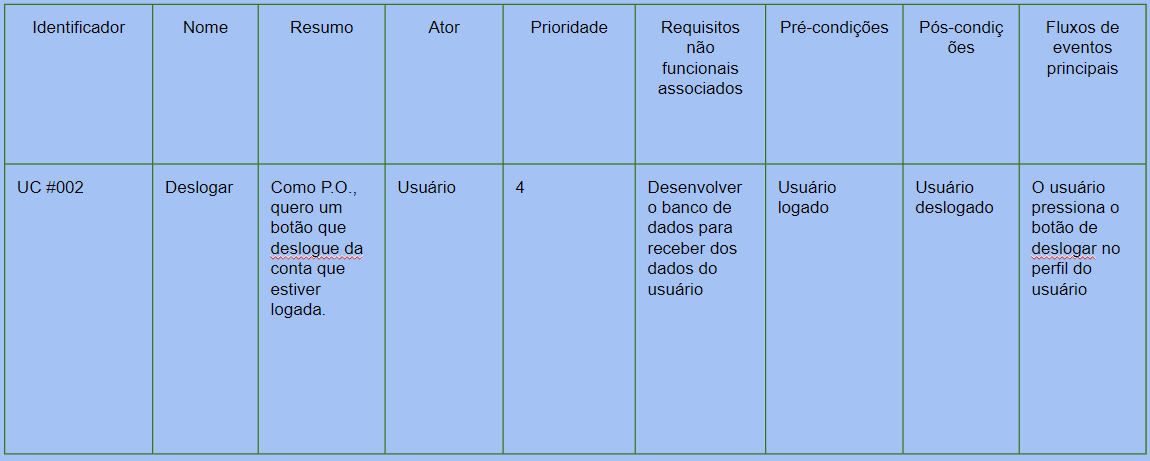 Identificador
Nome
Resumo
Ator
Prioridade
Requisitos
não
funcionais
associados
Pré-condições
Pós-condiç
ões
Fluxos de
eventos
principais
UC #002
Deslogar
Como P.O.,
quero um
botão que
deslogue da
conta que
estiver
logada.
Usuário
4
Desenvolver
o banco de
dados para
receber dos
dados do
usuário
Usuário
logado
Usuário
deslogado
O usuário
pressiona o
botão de
deslogar no
perfil do
usuário